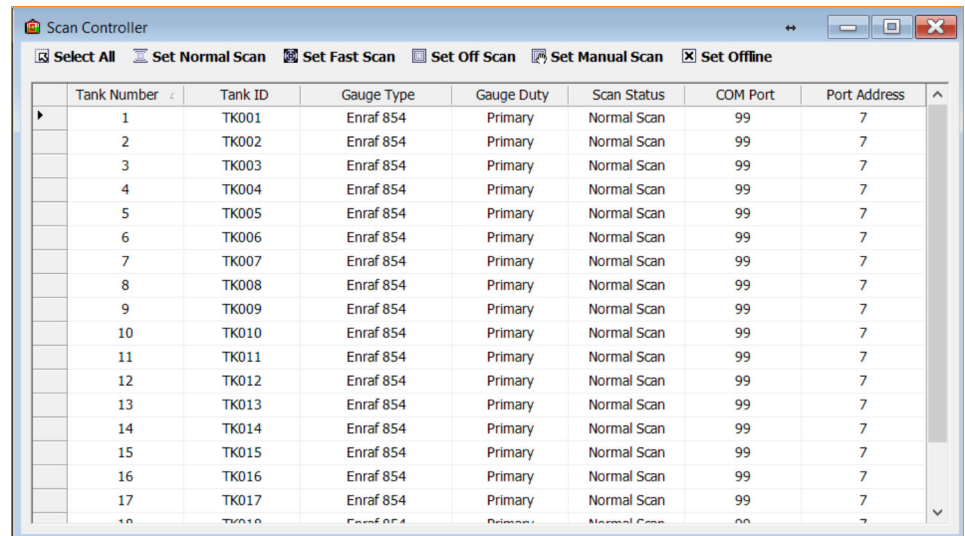 Scan Controller
Select All Set Normal Scan Set Fast Scan Set Off Scan Set Manual Scan Set Offline
Tank Number Tank ID Gauge Type Gauge Duty Scan Status COM Port Port Address
1 TK001 Enraf 854 Primary Normal Scan 99 7
2 TK002 Enraf 854 Primary Normal Scan 99 7
3 TK003 Enraf 854 Primary Normal Scan 99 7
4 TK004 Enraf 854 Primary Normal Scan 99 7
5 TK005 Enraf 854 Primary Normal Scan 99 7
6 TK006 Enraf 854 Primary Normal Scan 99 7
7 TK007 Enraf 854 Primary Normal Scan 99 7
8 TK008 Enraf 854 Primary Normal Scan 99 7
9 TK009 Enraf 854 Primary Normal Scan 99 7
10 TK010 Enraf 854 Primary Normal Scan 99 7
11 TK011 Enraf 854 Primary Normal Scan 99 7
12 TK012 Enraf 854 Primary Normal Scan 99 7
13 TK013 Enraf 854 Primary Normal Scan 99 7
14 TK014 Enraf 854 Primary Normal Scan 99 7
15 TK015 Enraf 854 Primary Normal Scan 99 7
16 TK016 Enraf 854 Primary Normal Scan 99 7
17 TK017 Enraf 854 Primary Normal Scan 99 7
18 TK018 Enraf 854 Primary Normal Scan 99 7